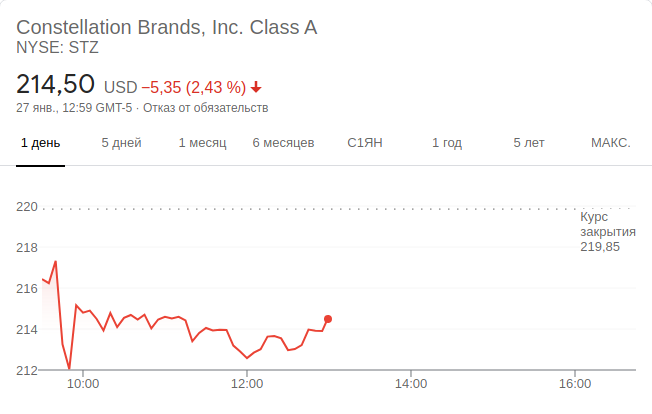 Constellation Brands, Inc. Class A
NYSE: STZ
214,50 USD −5,35 (2,43 %)
27 янв., 12:59 GMT-5 · Отказ от обязательств
1 день 5 дней 1 месяц 6 месяцев С1ЯН 1 год 5 лет МАКС.
220
Курс
закрытия
219,85
218
216
214
212
10:00 12:00 14:00 16:00